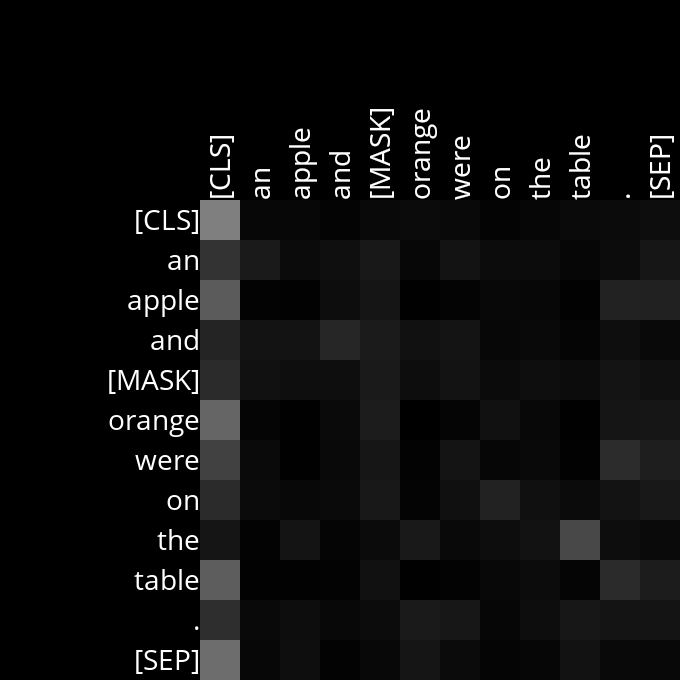 [CLS] an apple and [MASK] orange were on the table . [SEP]
[CLS]
an
apple
and
[MASK]
orange
were
on
the
table
.
[SEP]